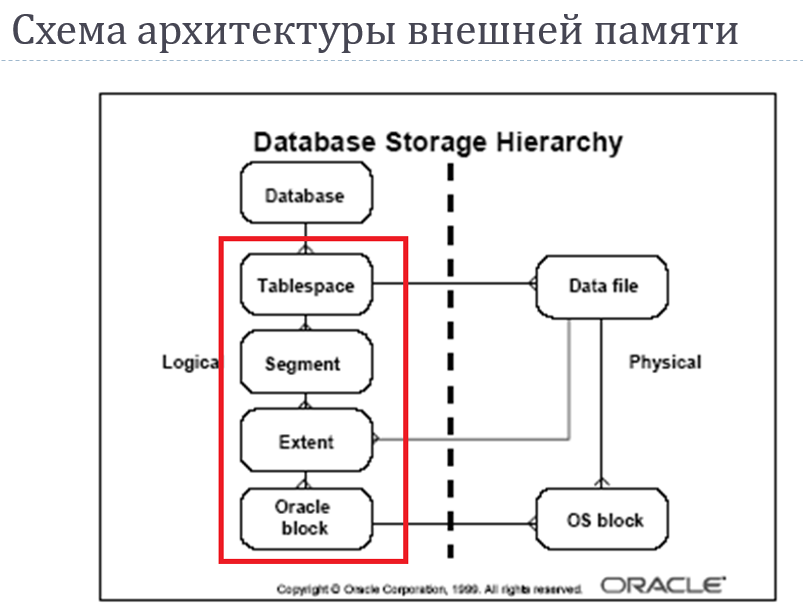 Схема архитектуры внешней памяти
Database Storage Hierarchy
Database
Tablespace
Data file
Logical
Segment
Physical
Extent
Oracle
block
OS block
Copyright © Oracle Corporation, 1999. All rights reserved.
ORACLE